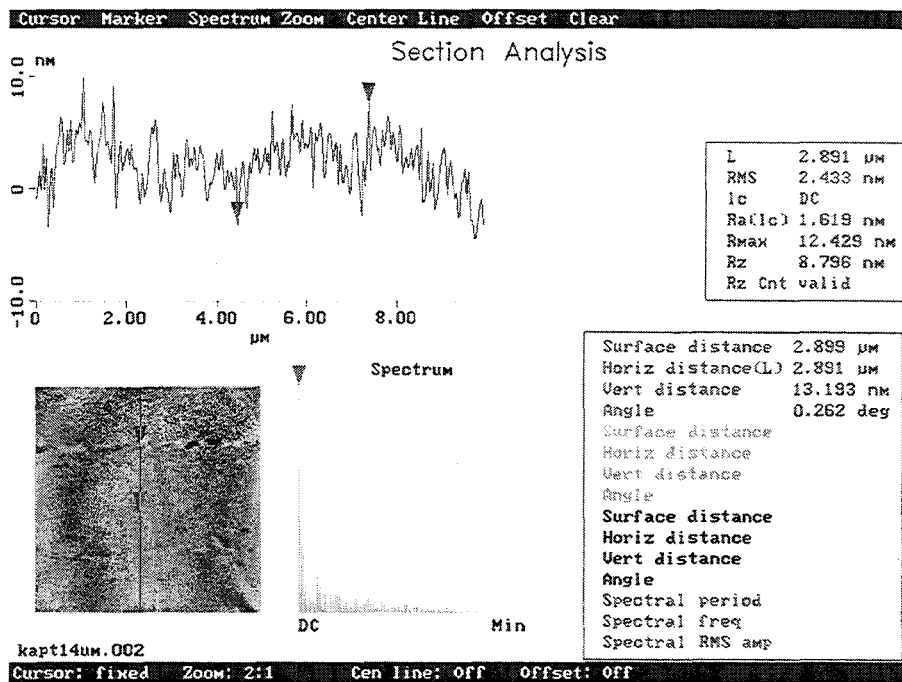 Cursor Marker Spectrum Zoom Center Line Offset Clear
Section Analysis
nm
10.0
0
-10.0
0 2.00 4.00 6.00 8.00
µm
L 2.891 µm
RMS 2.433 nm
lc DC
Ra(lc) 1.619 nm
Rmax 12.429 nm
Rz 8.796 nm
Rz Cnt valid
Spectrum
DC Min
Surface distance 2.899 µm
Horiz distance(L) 2.891 µm
Vert distance 13.193 nm
Angle 0.262 deg
Surface distance
Horiz distance
Vert distance
Angle
Surface distance
Horiz distance
Vert distance
Angle
Spectral period
Spectral freq
Spectral RMS amp
kapt14um.002
Cursor: fixed Zoom: 2:1 Cen line: Off Offset: Off